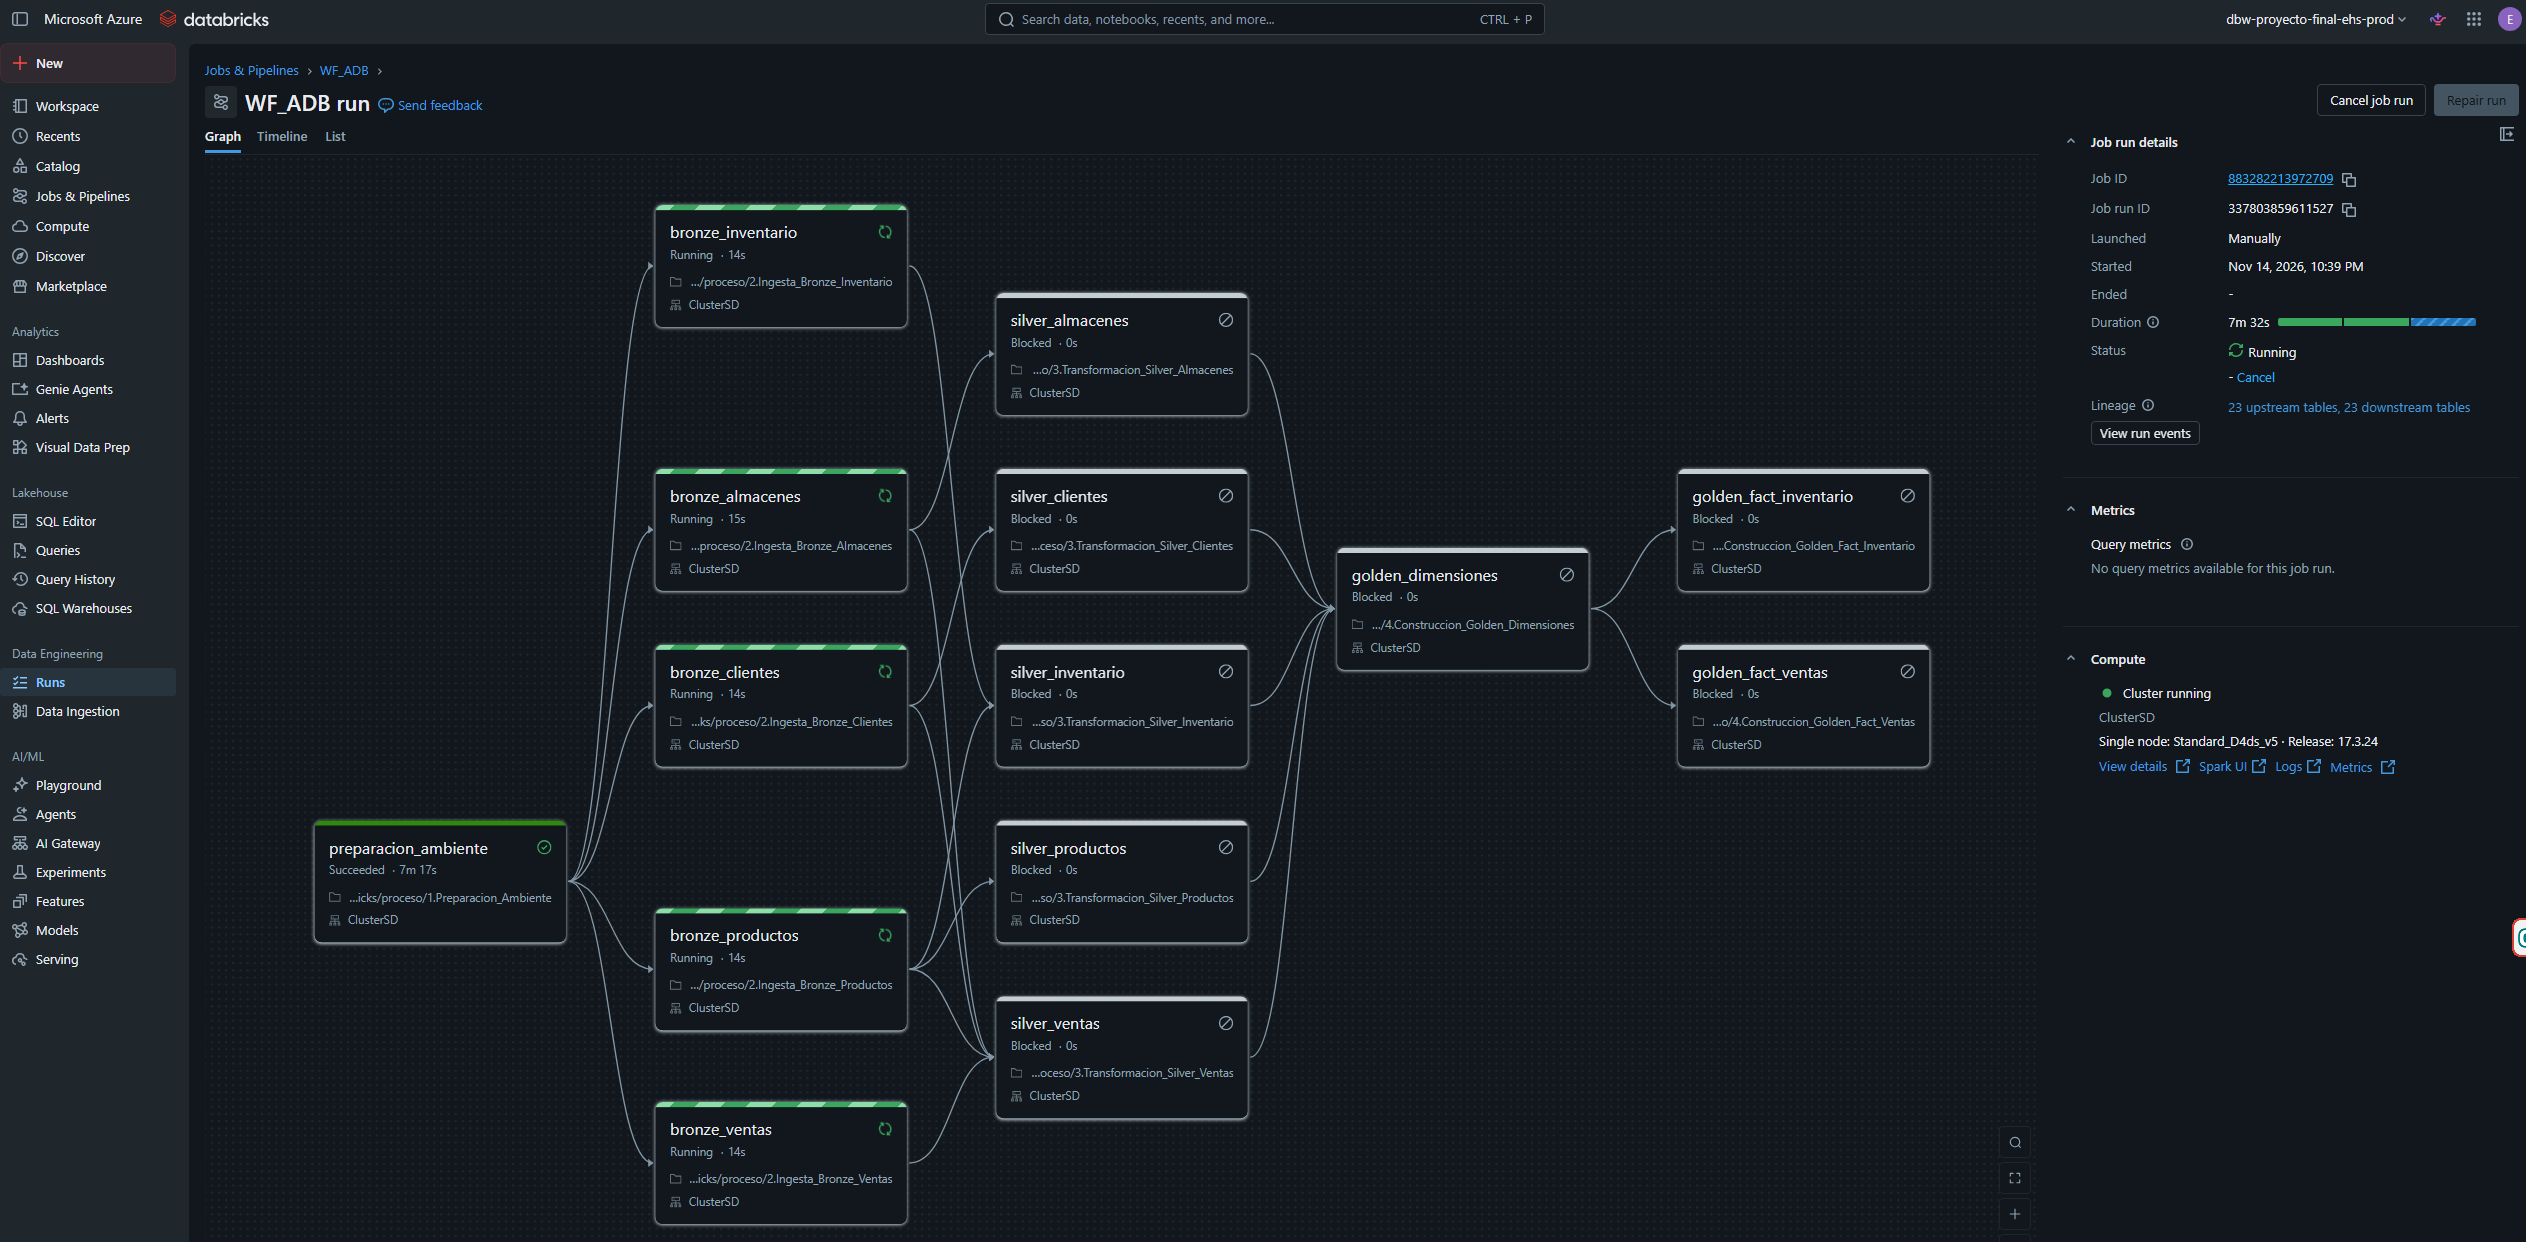 Microsoft Azure databricks
Search data, notebooks, recents, and more... CTRL + P
dbw-proyecto-final-ehs-prod
E
New
Workspace
Recents
Catalog
Jobs & Pipelines
Compute
Discover
Marketplace
Analytics
Dashboards
Genie Agents
Alerts
Visual Data Prep
Lakehouse
SQL Editor
Queries
Query History
SQL Warehouses
Data Engineering
Runs
Data Ingestion
AI/ML
Playground
Agents
AI Gateway
Experiments
Features
Models
Serving
Jobs & Pipelines › WF_ADB ›
WF_ADB run Send feedback
Cancel job run Repair run
Graph Timeline List
preparacion_ambiente
Succeeded · 7m 17s
...icks/proceso/1.Preparacion_Ambiente
ClusterSD
bronze_inventario
Running · 14s
.../proceso/2.Ingesta_Bronze_Inventario
ClusterSD
bronze_almacenes
Running · 15s
...proceso/2.Ingesta_Bronze_Almacenes
ClusterSD
bronze_clientes
Running · 14s
...ks/proceso/2.Ingesta_Bronze_Clientes
ClusterSD
bronze_productos
Running · 14s
.../proceso/2.Ingesta_Bronze_Productos
ClusterSD
bronze_ventas
Running · 14s
...icks/proceso/2.Ingesta_Bronze_Ventas
ClusterSD
silver_almacenes
Blocked · 0s
...o/3.Transformacion_Silver_Almacenes
ClusterSD
silver_clientes
Blocked · 0s
...ceso/3.Transformacion_Silver_Clientes
ClusterSD
silver_inventario
Blocked · 0s
...so/3.Transformacion_Silver_Inventario
ClusterSD
silver_productos
Blocked · 0s
...so/3.Transformacion_Silver_Productos
ClusterSD
silver_ventas
Blocked · 0s
...oceso/3.Transformacion_Silver_Ventas
ClusterSD
golden_dimensiones
Blocked · 0s
.../4.Construccion_Golden_Dimensiones
ClusterSD
golden_fact_inventario
Blocked · 0s
....Construccion_Golden_Fact_Inventario
ClusterSD
golden_fact_ventas
Blocked · 0s
...o/4.Construccion_Golden_Fact_Ventas
ClusterSD
Job run details
Job ID 883282213972709
Job run ID 337803859611527
Launched Manually
Started Nov 14, 2026, 10:39 PM
Ended -
Duration 7m 32s
Status Running
- Cancel
Lineage 23 upstream tables, 23 downstream tables
View run events
Metrics
Query metrics
No query metrics available for this job run.
Compute
Cluster running
ClusterSD
Single node: Standard_D4ds_v5 · Release: 17.3.24
View details Spark UI Logs Metrics